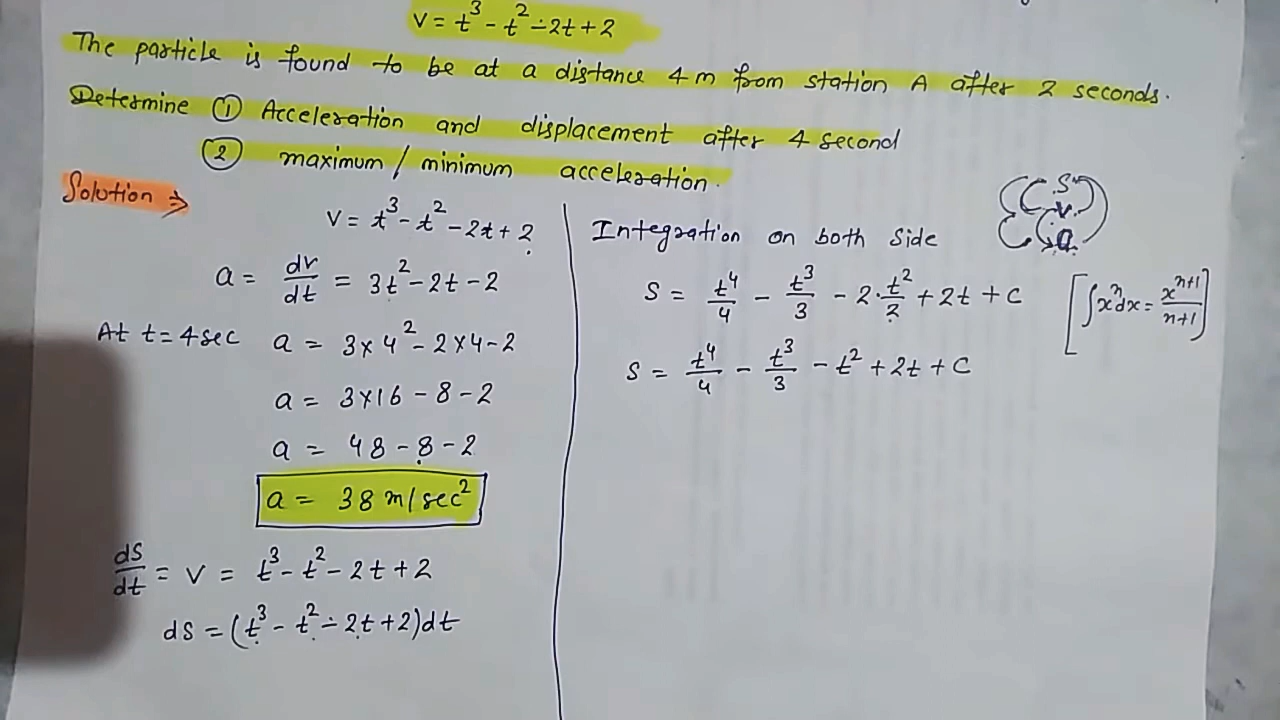 V = t³ - t² - 2t + 2
The particle is found to be at a distance 4 m from station A after 2 seconds.
Determine ① Acceleration and displacement after 4 second
② maximum / minimum acceleration.
Solution ⇒
V = t³ - t² - 2t + 2
a = dv/dt = 3t² - 2t - 2
At t = 4 sec a = 3×4² - 2×4 - 2
a = 3×16 - 8 - 2
a = 48 - 8 - 2
a = 38 m/sec²
dS/dt = V = t³ - t² - 2t + 2
dS = (t³ - t² - 2t + 2)dt
Integration on both Side
S = t⁴/4 - t³/3 - 2·t²/2 + 2t + C
[∫xⁿdx = xⁿ⁺¹/n+1]
S = t⁴/4 - t³/3 - t² + 2t + C
S
V
a